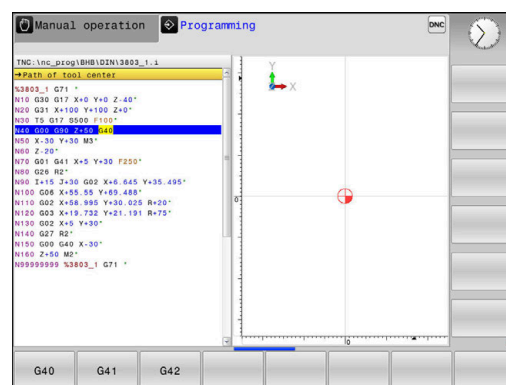 Manual operation
Programming
DNC
TNC:\nc_prog\BHB\DIN\3803_1.i
→Path of tool center
%3803_1 G71 *
N10 G30 G17 X+0 Y+0 Z-40*
N20 G31 X+100 Y+100 Z+0*
N30 T5 G17 S500 F100*
N40 G00 G90 Z+50 G40
N50 X-30 Y+30 M3*
N60 Z-20*
N70 G01 G41 X+5 Y+30 F250*
N80 G26 R2*
N90 I+15 J+30 G02 X+6.645 Y+35.495*
N100 G06 X+55.55 Y+69.488*
N110 G02 X+58.995 Y+30.025 R+20*
N120 G03 X+19.732 Y+21.191 R+75*
N130 G02 X+5 Y+30*
N140 G27 R2*
N150 G00 G40 X-30*
N160 Z+50 M2*
N99999999 %3803_1 G71 *
Y
X
0
0
G40
G41
G42